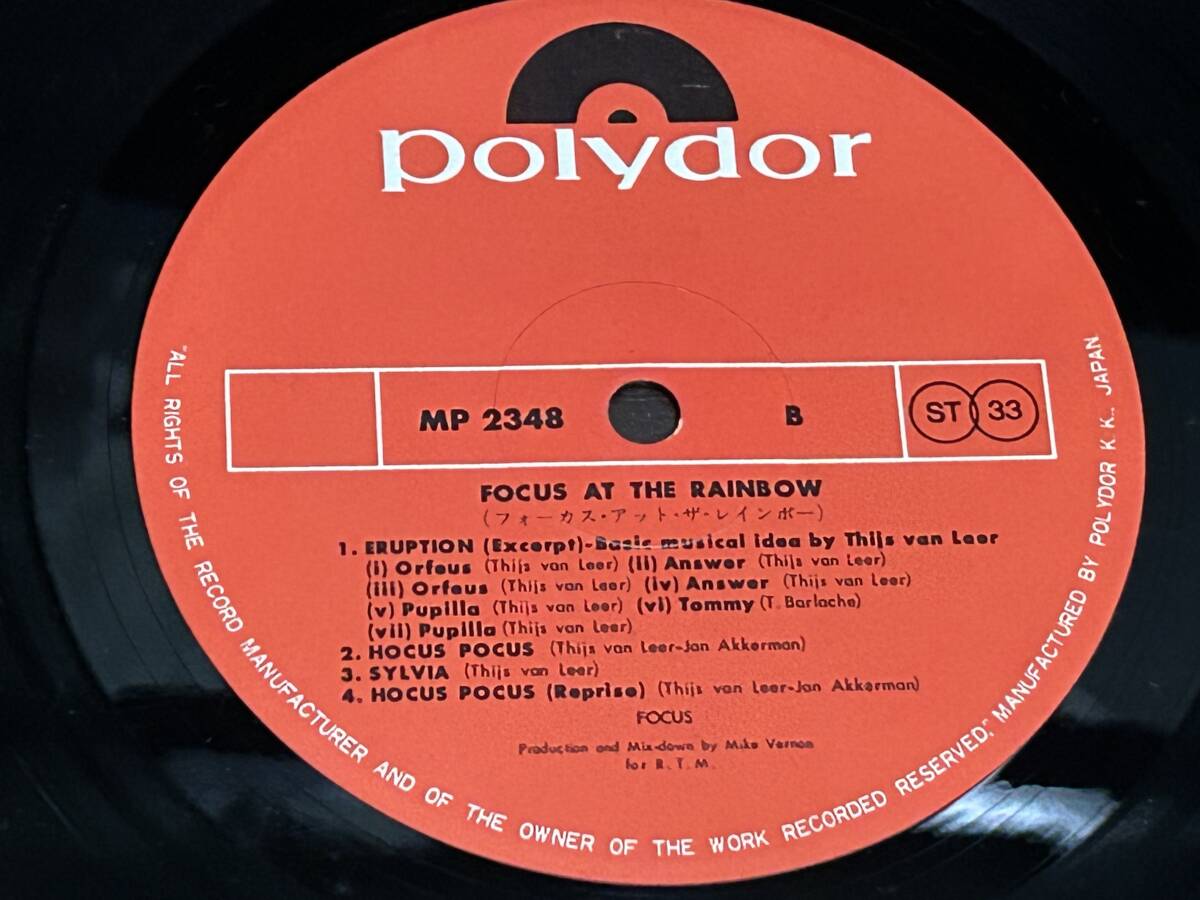 polydor
MP 2348
B
ST 33
FOCUS AT THE RAINBOW
(フォーカス・アット・ザ・レインボー)
1. ERUPTION (Excerpt)-Basic musical idea by Thijs van Leer
(i) Orfeus (Thijs van Leer) (ii) Answer (Thijs van Leer)
(iii) Orfeus (Thijs van Leer) (iv) Answer (Thijs van Leer)
(v) Pupilla (Thijs van Leer) (vi) Tommy (T. Barlache)
(vii) Pupilla (Thijs van Leer)
2. HOCUS POCUS (Thijs van Leer-Jan Akkerman)
3. SYLVIA (Thijs van Leer)
4. HOCUS POCUS (Reprise) (Thijs van Leer-Jan Akkerman)
FOCUS
Production and Mix-down by Mike Vernon
for R. T. M.
"ALL RIGHTS OF THE RECORD MANUFACTURER AND OF THE OWNER OF THE WORK RECORDED RESERVED," MANUFACTURED BY POLYDOR K. K., JAPAN